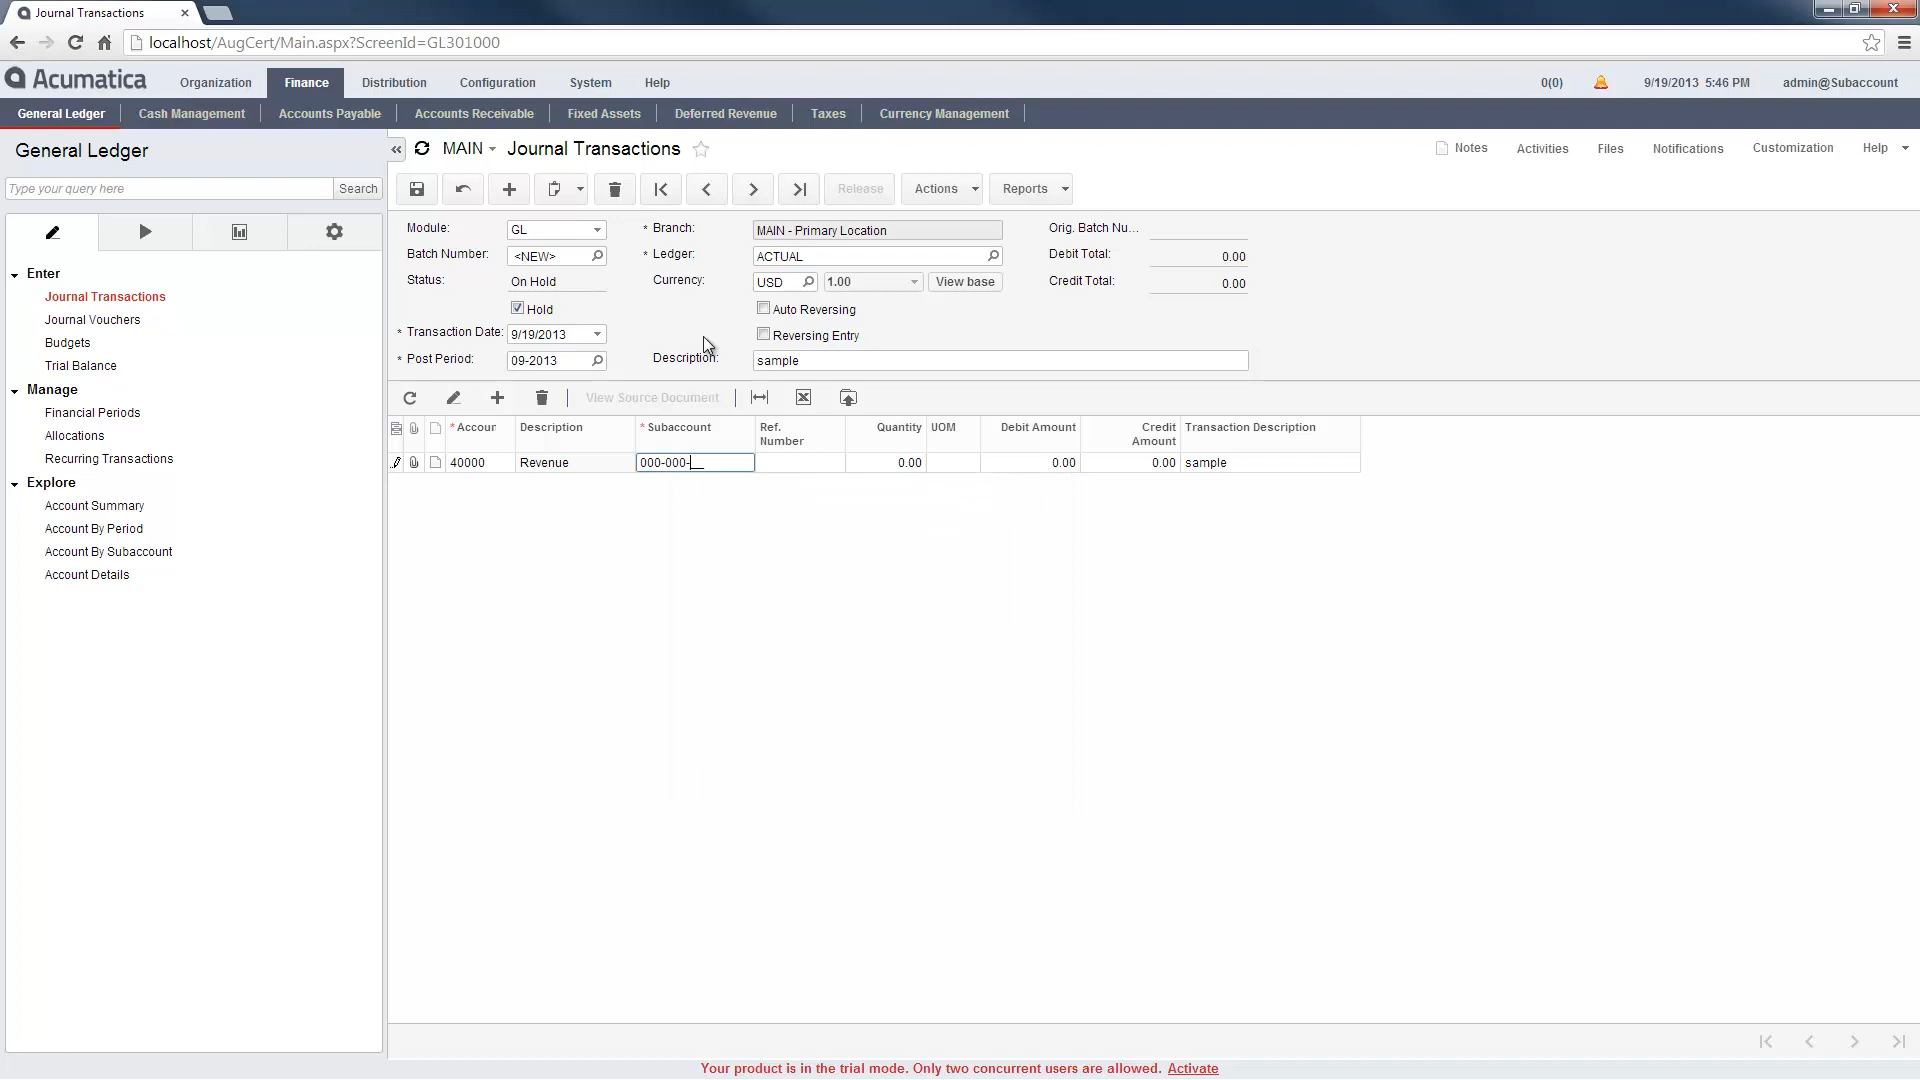 Journal Transactions
localhost/AugCert/Main.aspx?ScreenId=GL301000
Acumatica Organization Finance Distribution Configuration System Help 0(0) 9/19/2013 5:46 PM admin@Subaccount
General Ledger Cash Management Accounts Payable Accounts Receivable Fixed Assets Deferred Revenue Taxes Currency Management
General Ledger
Type your query here Search
Enter
Journal Transactions
Journal Vouchers
Budgets
Trial Balance
Manage
Financial Periods
Allocations
Recurring Transactions
Explore
Account Summary
Account By Period
Account By Subaccount
Account Details
MAIN Journal Transactions Notes Activities Files Notifications Customization Help
Release Actions Reports
Module: GL * Branch: MAIN - Primary Location Orig. Batch Nu...
Batch Number: <NEW> * Ledger: ACTUAL Debit Total: 0.00
Status: On Hold Currency: USD 1.00 View base Credit Total: 0.00
Hold Auto Reversing
* Transaction Date: 9/19/2013 Reversing Entry
* Post Period: 09-2013 Description: sample
View Source Document
* Accour Description * Subaccount Ref. Number Quantity UOM Debit Amount Credit Amount Transaction Description
40000 Revenue 000-000-__ 0.00 0.00 0.00 sample
Your product is in the trial mode. Only two concurrent users are allowed. Activate